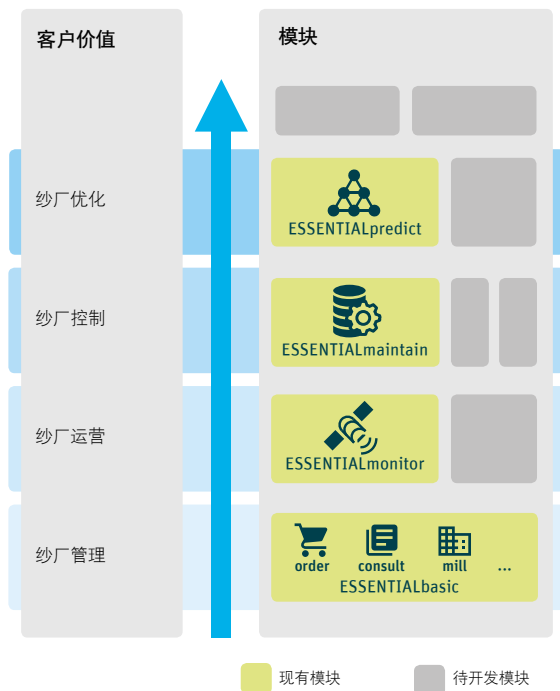 客户价值
模块
纱厂优化
ESSENTIALpredict
纱厂控制
ESSENTIALmaintain
纱厂运营
ESSENTIALmonitor
纱厂管理
order consult mill ...
ESSENTIALbasic
现有模块
待开发模块